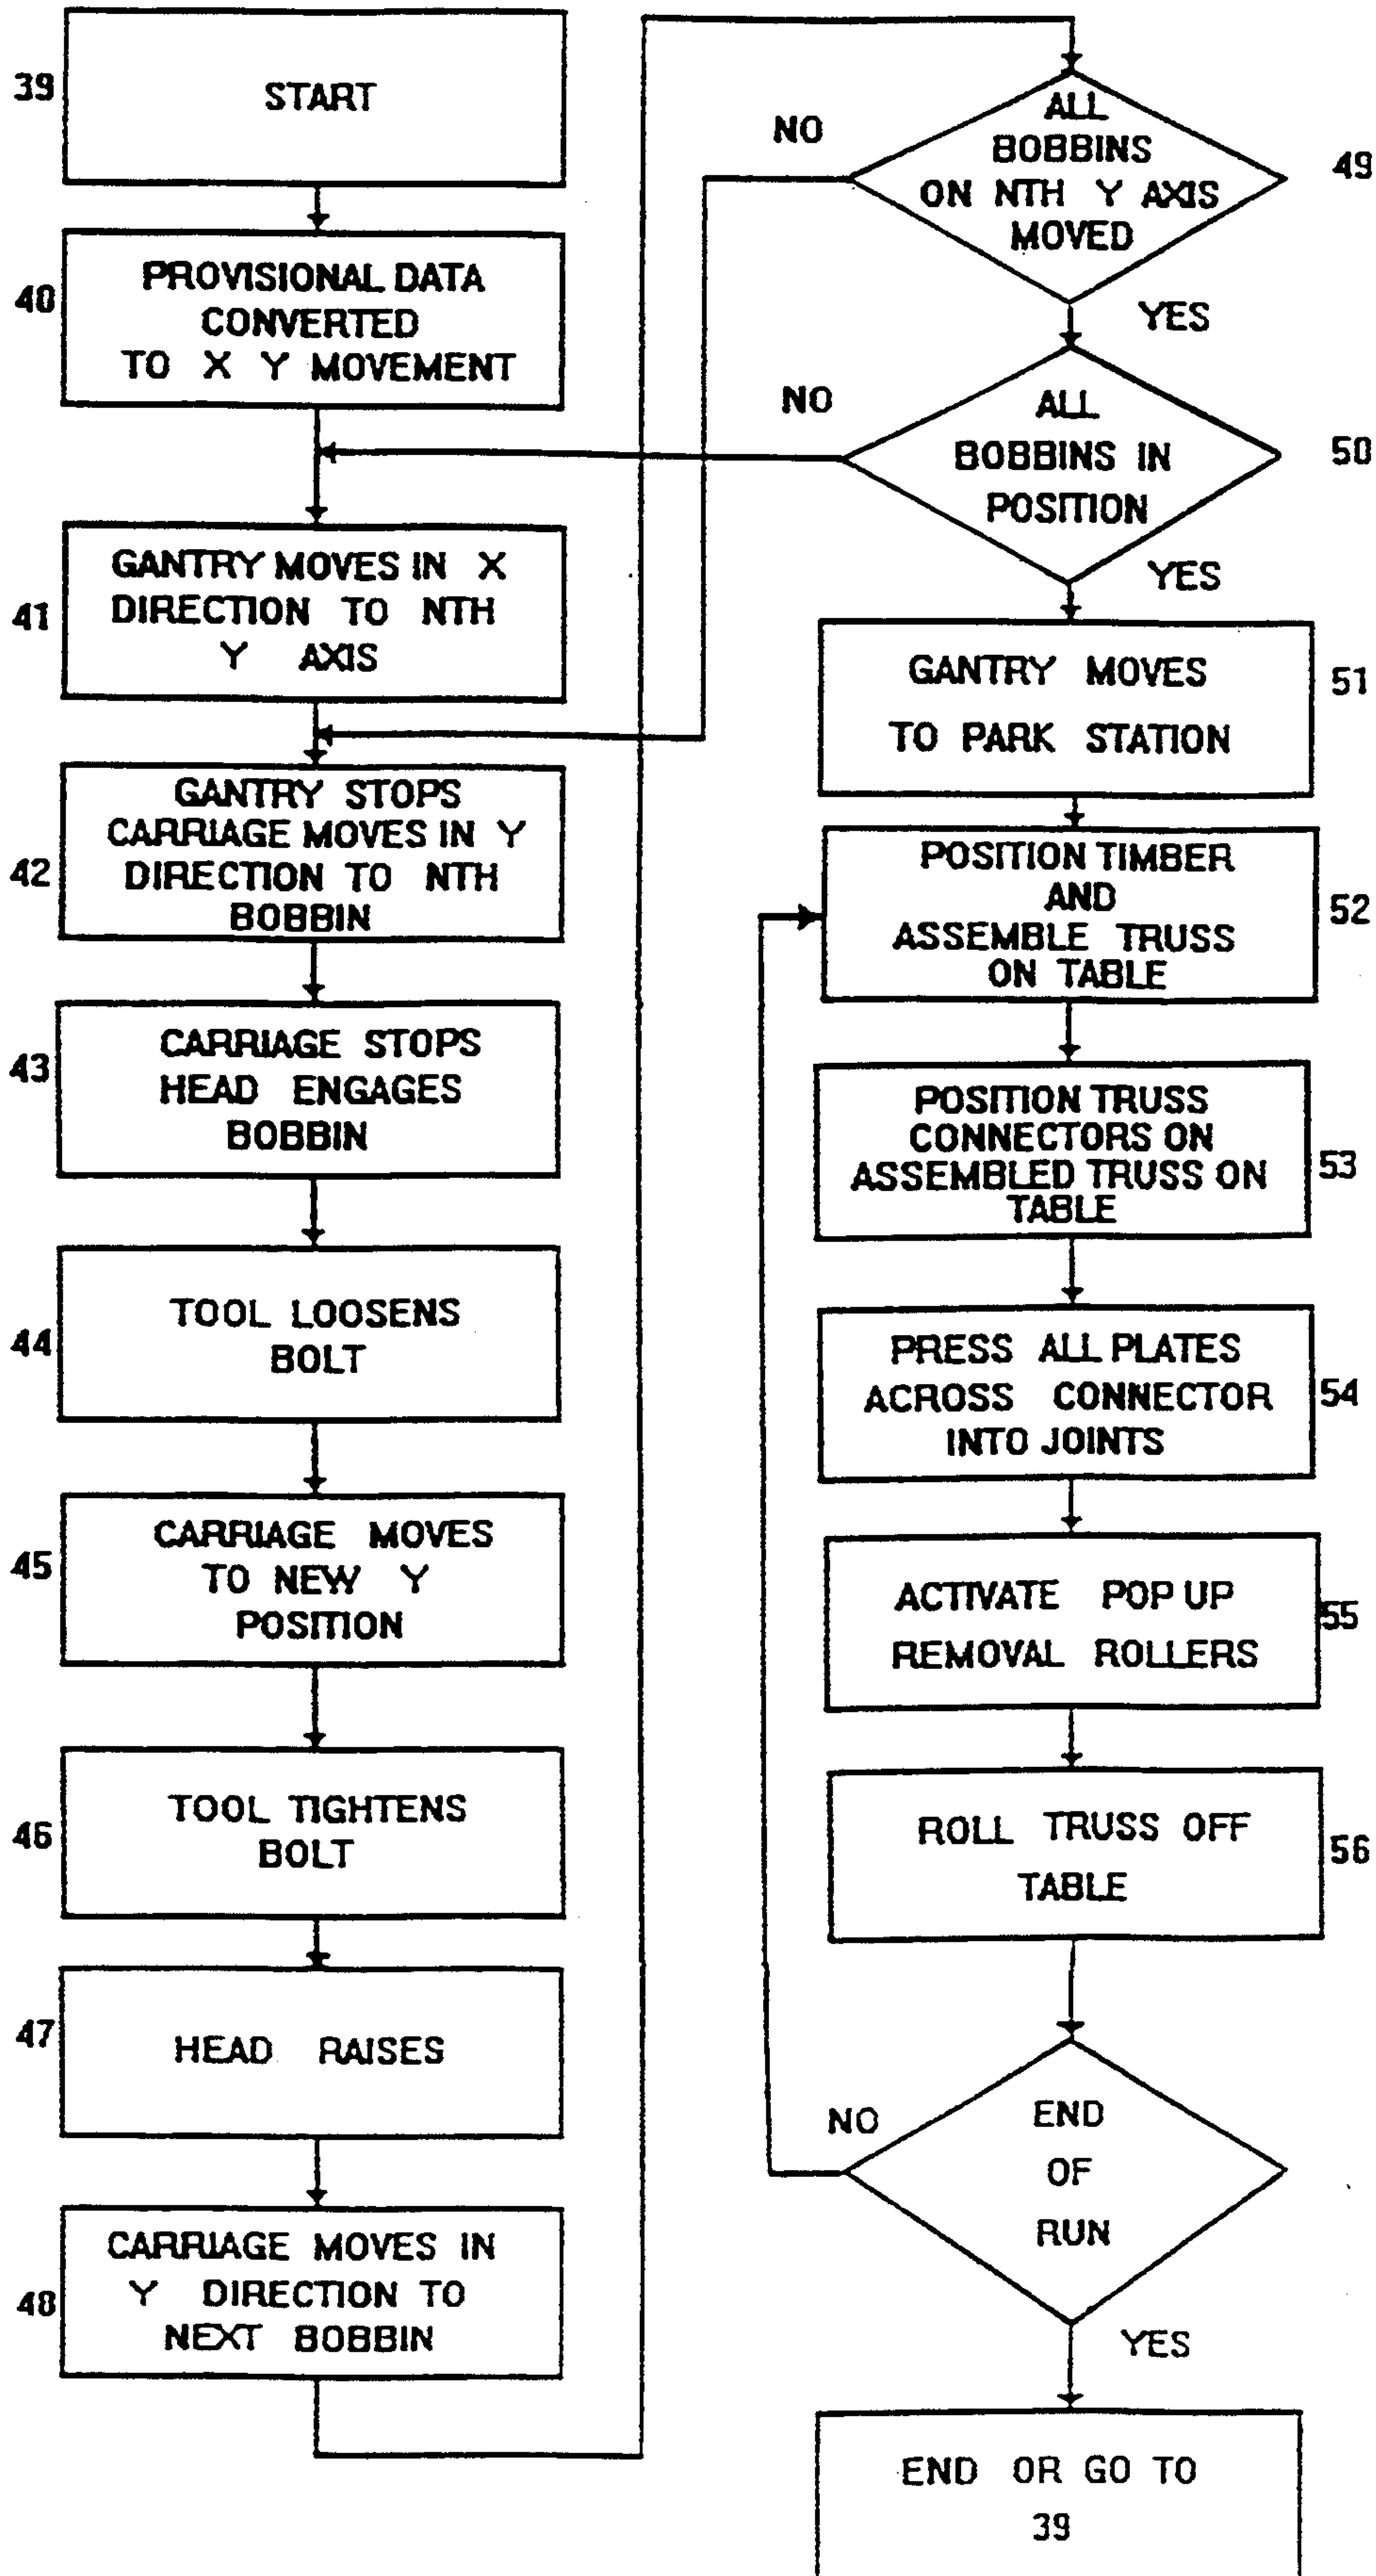 39
START
40
PROVISIONAL DATA
CONVERTED
TO X Y MOVEMENT
41
GANTRY MOVES IN X
DIRECTION TO NTH
Y AXIS
42
GANTRY STOPS
CARRIAGE MOVES IN Y
DIRECTION TO NTH
BOBBIN
43
CARRIAGE STOPS
HEAD ENGAGES
BOBBIN
44
TOOL LOOSENS
BOLT
45
CARRIAGE MOVES
TO NEW Y
POSITION
46
TOOL TIGHTENS
BOLT
47
HEAD RAISES
48
CARRIAGE MOVES IN
Y DIRECTION TO
NEXT BOBBIN
NO
ALL
BOBBINS
ON NTH Y AXIS
MOVED
49
YES
NO
ALL
BOBBINS IN
POSITION
50
YES
GANTRY MOVES
TO PARK STATION
51
POSITION TIMBER
AND
ASSEMBLE TRUSS
ON TABLE
52
POSITION TRUSS
CONNECTORS ON
ASSEMBLED TRUSS ON
TABLE
53
PRESS ALL PLATES
ACROSS CONNECTOR
INTO JOINTS
54
ACTIVATE POP UP
REMOVAL ROLLERS
55
ROLL TRUSS OFF
TABLE
56
NO
END
OF
RUN
YES
END OR GO TO
39